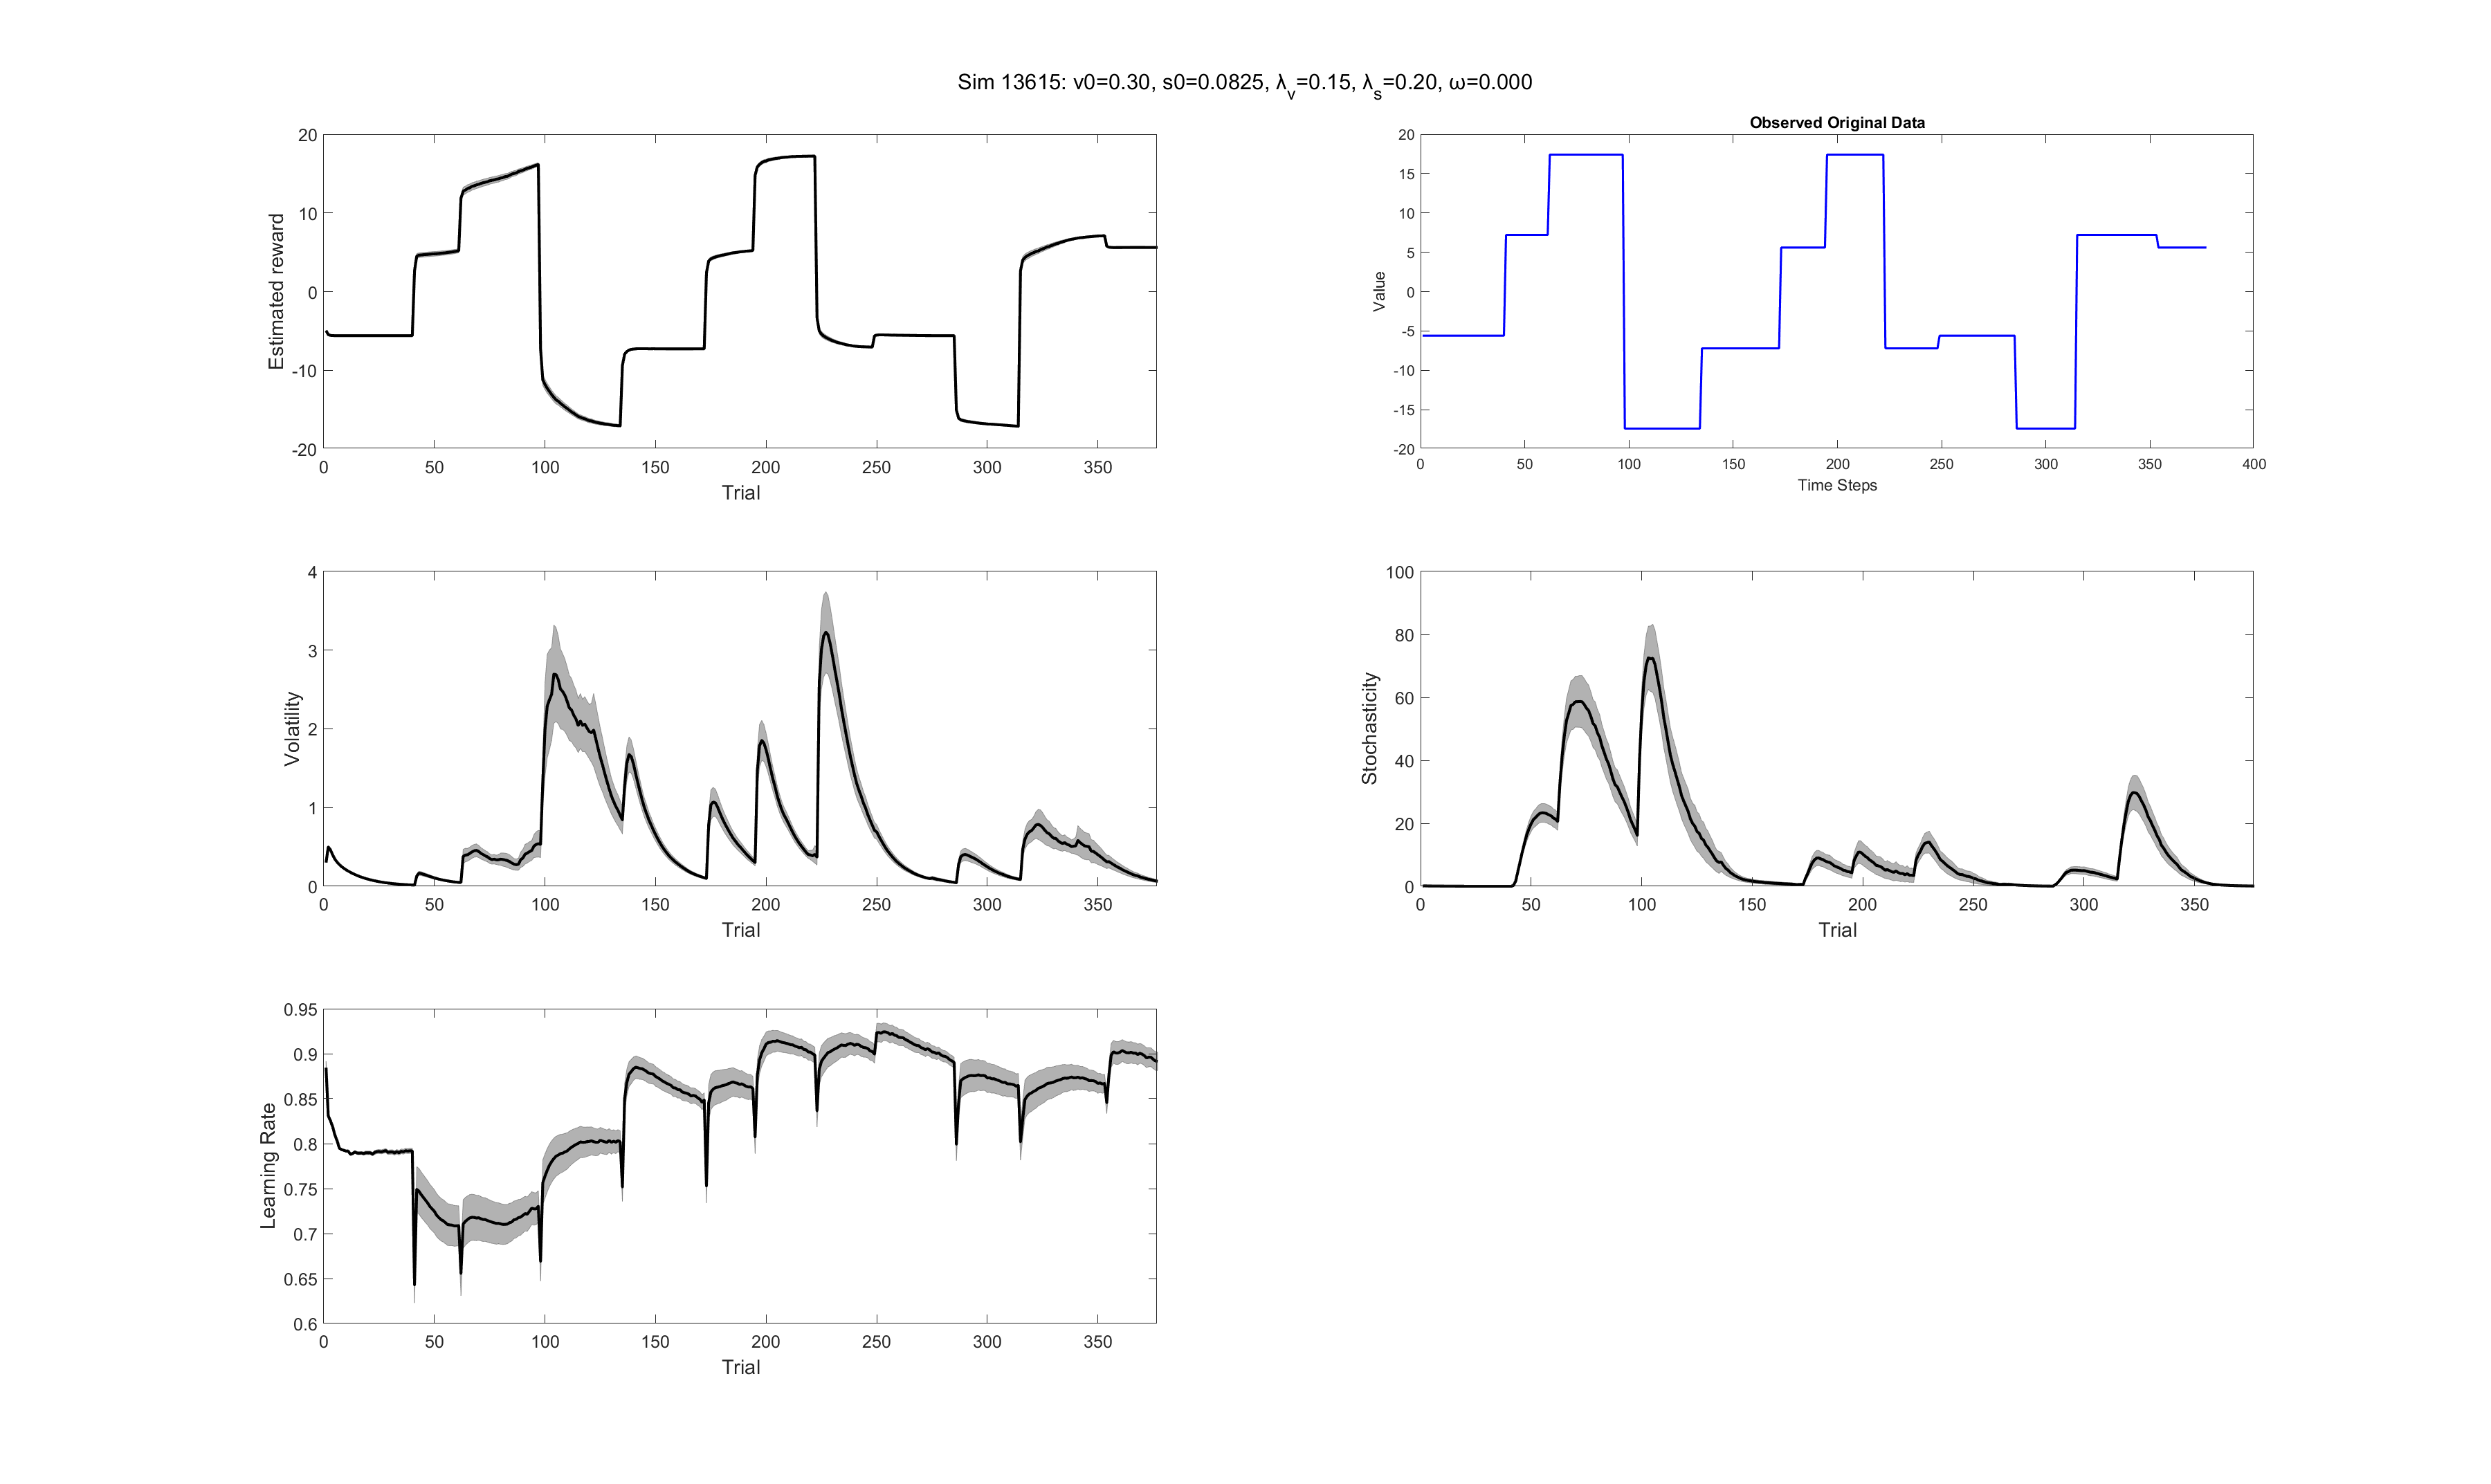 Sim 13615: v0=0.30, s0=0.0825, λ_v=0.15, λ_s=0.20, ω=0.000
20
10
0
-10
-20
Estimated reward
0 50 100 150 200 250 300 350
Trial
Observed Original Data
20
15
10
5
0
-5
-10
-15
-20
Value
0 50 100 150 200 250 300 350 400
Time Steps
4
3
2
1
0
Volatility
0 50 100 150 200 250 300 350
Trial
100
80
60
40
20
0
Stochasticity
0 50 100 150 200 250 300 350
Trial
0.95
0.9
0.85
0.8
0.75
0.7
0.65
0.6
Learning Rate
0 50 100 150 200 250 300 350
Trial